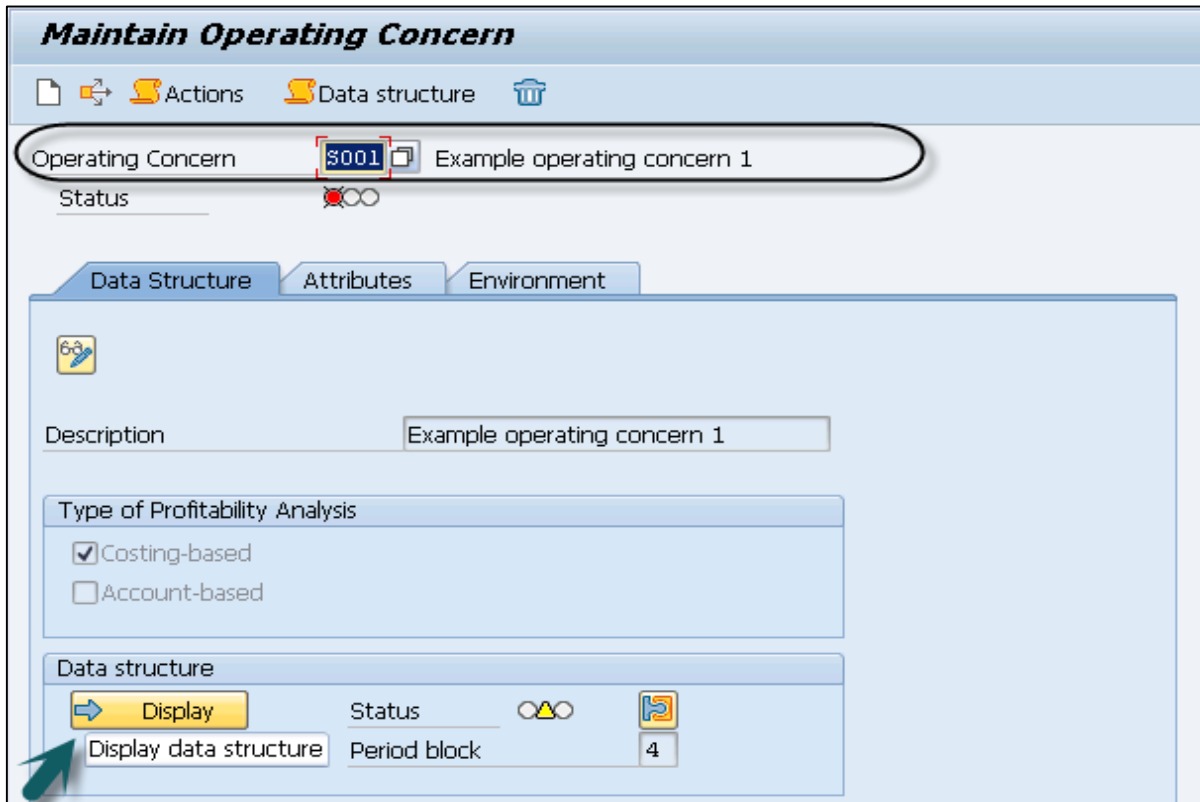 Maintain Operating Concern
Actions Data structure
Operating Concern S001 Example operating concern 1
Status
Data Structure Attributes Environment
Description Example operating concern 1
Type of Profitability Analysis
Costing-based
Account-based
Data structure
Display Status
Display data structure Period block 4